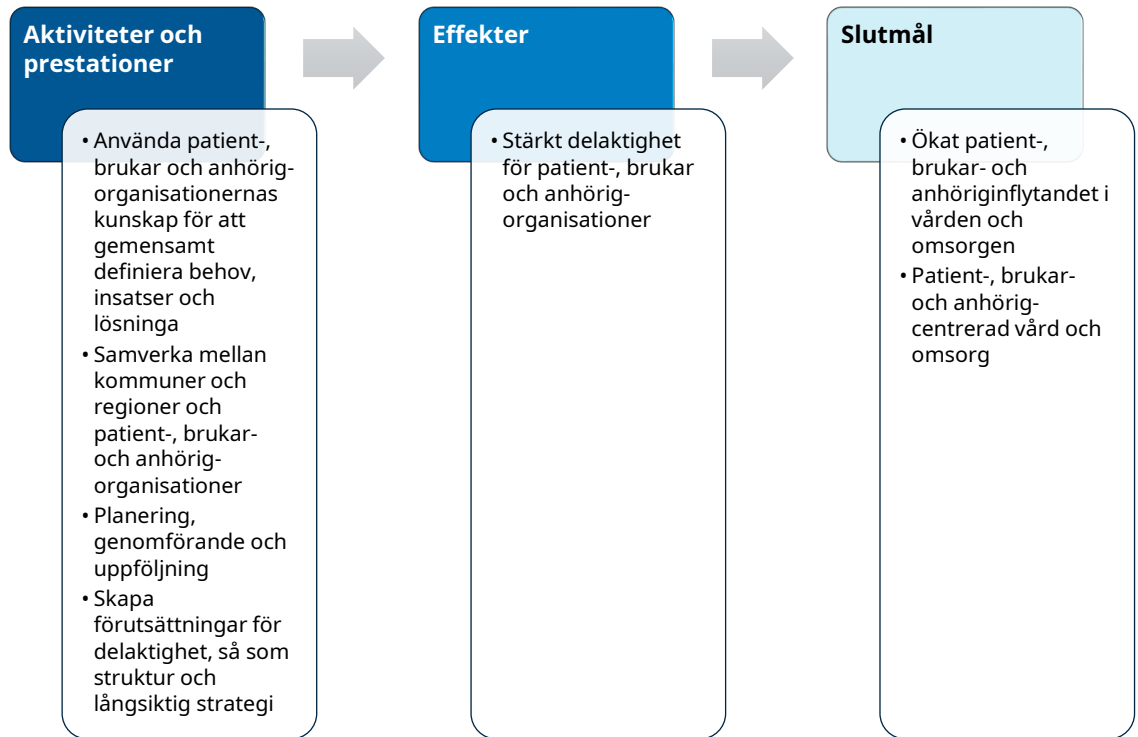 Aktiviteter och
prestationer
• Använda patient-,
brukar och anhörig-
organisationernas
kunskap för att
gemensamt
definiera behov,
insatser och
lösninga
• Samverka mellan
kommuner och
regioner och
patient-, brukar-
och anhörig-
organisationer
• Planering,
genomförande och
uppföljning
• Skapa
förutsättningar för
delaktighet, så som
struktur och
långsiktig strategi
Effekter
• Stärkt delaktighet
för patient-, brukar
och anhörig-
organisationer
Slutmål
• Ökat patient-,
brukar- och
anhöriginflytandet i
vården och
omsorgen
• Patient-, brukar-
och anhörig-
centrerad vård och
omsorg